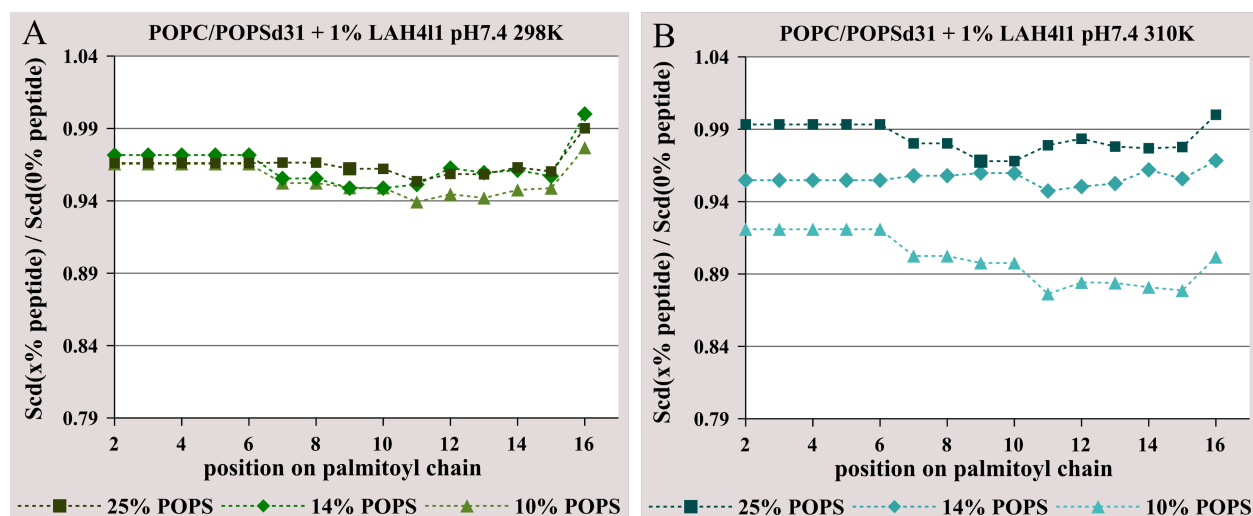 A
POPC/POPSd31 + 1% LAH4l1 pH7.4 298K
Scd(x% peptide) / Scd(0% peptide)
1.04
0.99
0.94
0.89
0.84
0.79
2 4 6 8 10 12 14 16
position on palmitoyl chain
25% POPS 14% POPS 10% POPS
B
POPC/POPSd31 + 1% LAH4l1 pH7.4 310K
Scd(x% peptide) / Scd(0% peptide)
1.04
0.99
0.94
0.89
0.84
0.79
2 4 6 8 10 12 14 16
position on palmitoyl chain
25% POPS 14% POPS 10% POPS